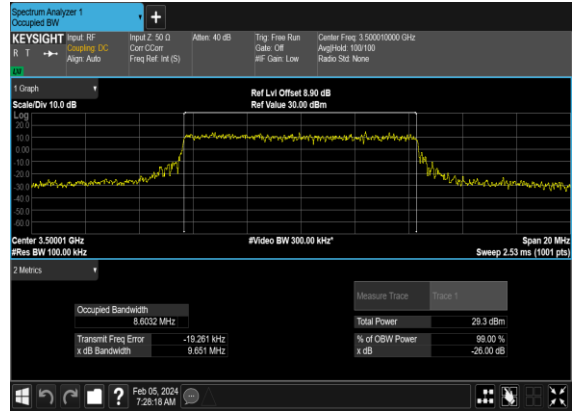 Spectrum Analyzer 1
Occupied BW
KEYSIGHT Input: RF Input Z: 50 Ω Atten: 40 dB Trig: Free Run Center Freq: 3.500010000 GHz
R T Coupling: DC Corr CCorr Gate: Off Avg|Hold: 100/100
Align: Auto Freq Ref: Int (S) #IF Gain: Low Radio Std: None
1 Graph
Ref Lvl Offset 8.90 dB
Scale/Div 10.0 dB Ref Value 30.00 dBm
Log
20.0
10.0
0.00
-10.0
-20.0
-30.0
-40.0
-50.0
-60.0
Center 3.50001 GHz #Video BW 300.00 kHz* Span 20 MHz
#Res BW 100.00 kHz Sweep 2.53 ms (1001 pts)
2 Metrics
Measure Trace Trace 1
Occupied Bandwidth
8.6032 MHz Total Power 29.3 dBm
Transmit Freq Error -19.261 kHz % of OBW Power 99.00 %
x dB Bandwidth 9.651 MHz x dB -26.00 dB
?
Feb 05, 2024
7:28:18 AM